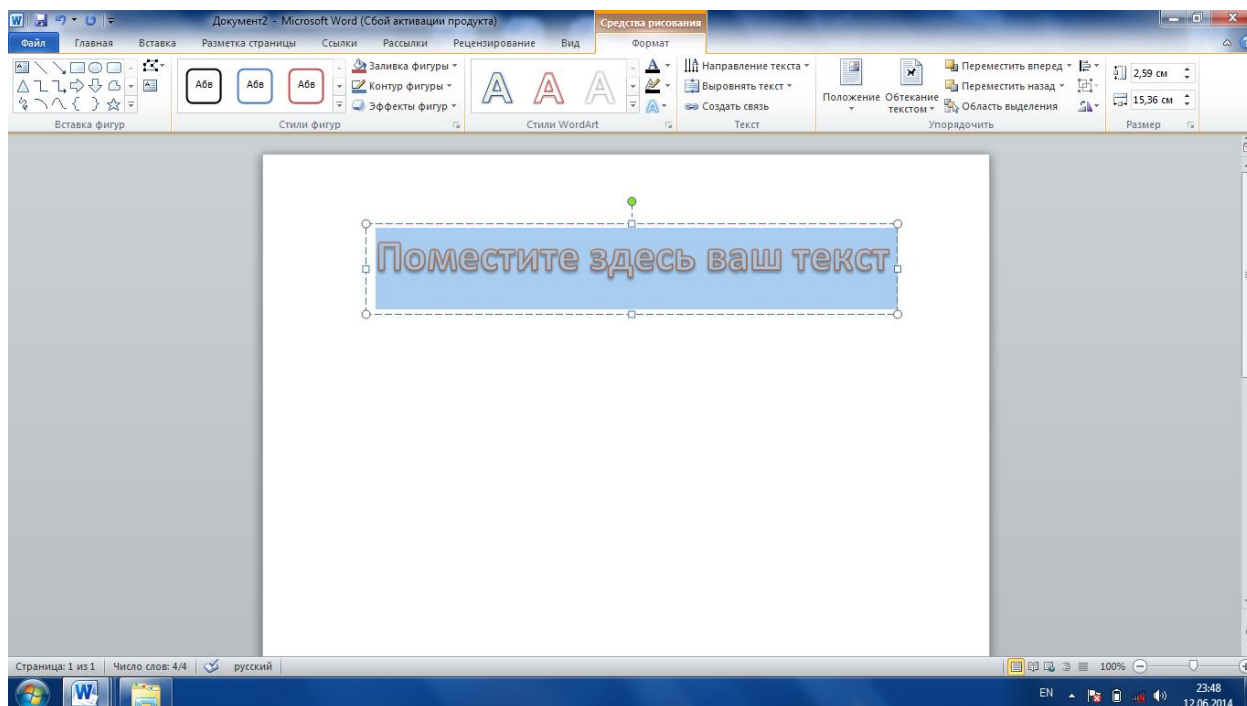 Документ2 - Microsoft Word (Сбой активации продукта)
Средства рисования
Файл Главная Вставка Разметка страницы Ссылки Рассылки Рецензирование Вид Формат
Абв Абв Абв
Заливка фигуры
Контур фигуры
Эффекты фигур
Направление текста
Выровнять текст
Создать связь
Положение
Обтекание
текстом
Переместить вперед
Переместить назад
Область выделения
2,59 см
15,36 см
Вставка фигур Стили фигур Стили WordArt Текст Упорядочить Размер
Поместите здесь ваш текст
Страница: 1 из 1 Число слов: 4/4 русский 100%
EN 23:48
12.06.2014